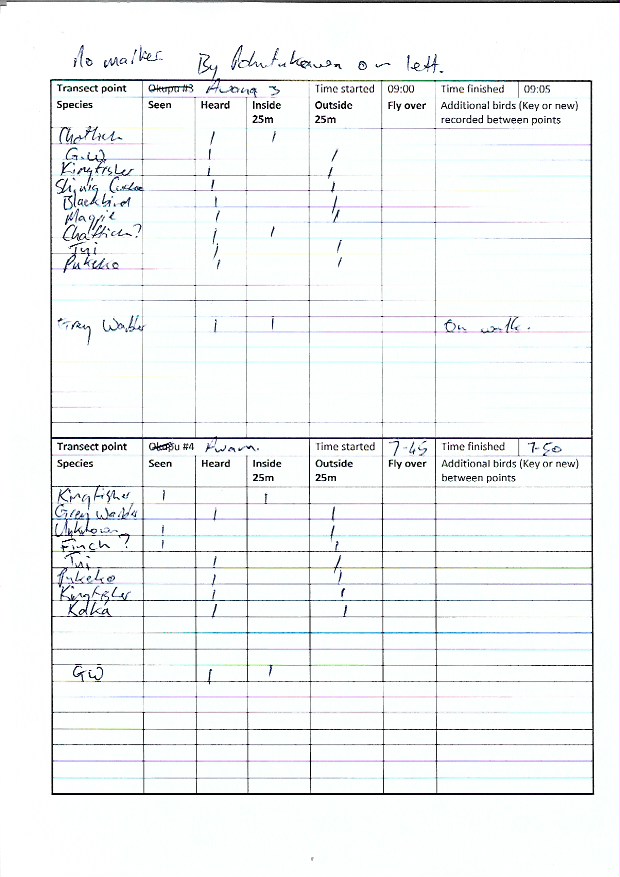 No marker. By Pohutukawa on left.
Transect point Okupu #3 Awana 3 Time started 09:00 Time finished 09:05
Species Seen Heard Inside 25m Outside 25m Fly over Additional birds (Key or new) recorded between points
Chaffinch I I
G.W I I
Kingfisher I I
Shining Cuckoo I I
Blackbird I I
Magpie I I
Chaffinch? I I
Tui I I
Pukeko I I
Grey Warbler I I On walk.
Transect point Okupu #4 Time started 7-45 Time finished 7-50
Species Seen Heard Inside 25m Outside 25m Fly over Additional birds (Key or new) between points
Kingfisher I I
Grey Warbler I I
Unknown I I
Finch? I I
Tui I I
Pukeko I I
Kingfisher I I
Kaka I I
GW I I